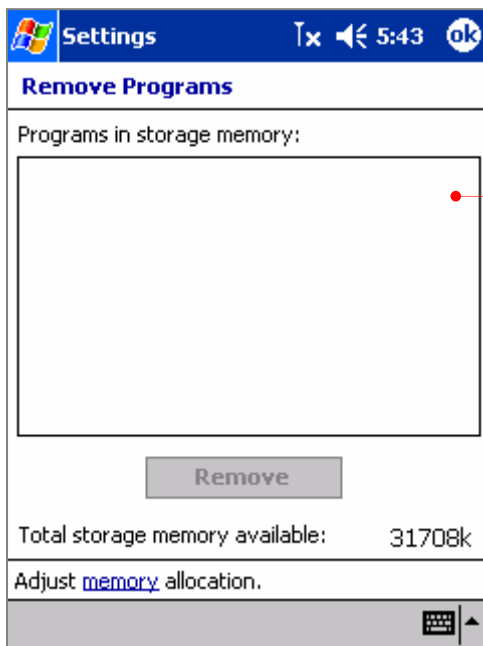 Settings 5:43 ok
Remove Programs
Programs in storage memory:
Remove
Total storage memory available: 31708k
Adjust memory allocation.